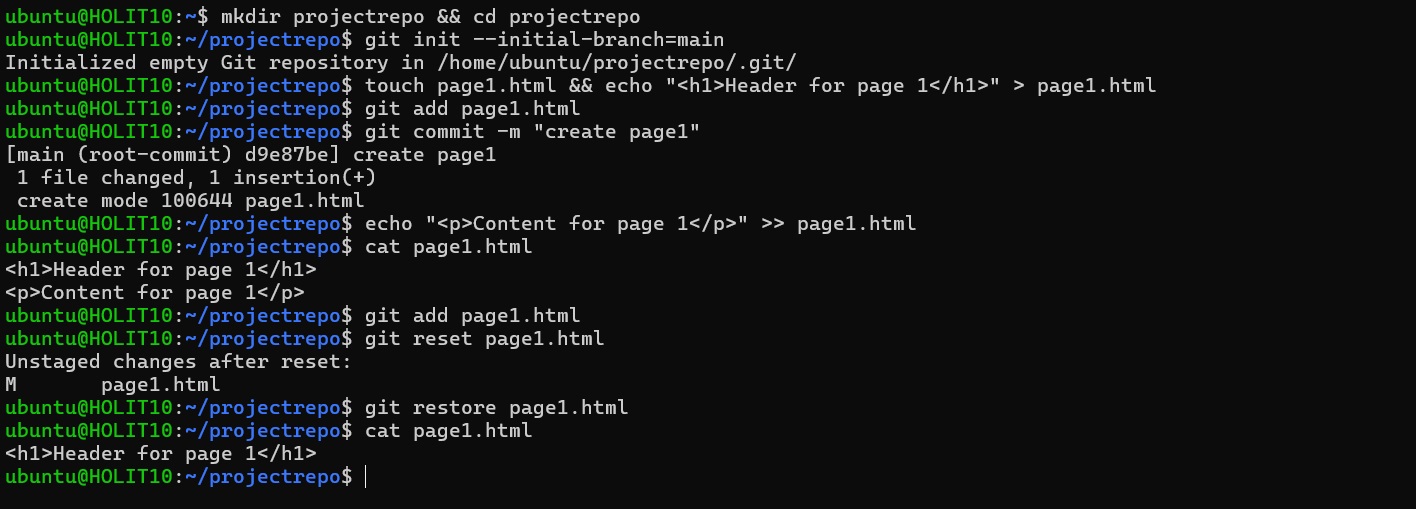 ubuntu@HOLIT10:~$ mkdir projectrepo && cd projectrepo
ubuntu@HOLIT10:~/projectrepo$ git init --initial-branch=main
Initialized empty Git repository in /home/ubuntu/projectrepo/.git/
ubuntu@HOLIT10:~/projectrepo$ touch page1.html && echo "<h1>Header for page 1</h1>" > page1.html
ubuntu@HOLIT10:~/projectrepo$ git add page1.html
ubuntu@HOLIT10:~/projectrepo$ git commit -m "create page1"
[main (root-commit) d9e87be] create page1
 1 file changed, 1 insertion(+)
 create mode 100644 page1.html
ubuntu@HOLIT10:~/projectrepo$ echo "<p>Content for page 1</p>" >> page1.html
ubuntu@HOLIT10:~/projectrepo$ cat page1.html
<h1>Header for page 1</h1>
<p>Content for page 1</p>
ubuntu@HOLIT10:~/projectrepo$ git add page1.html
ubuntu@HOLIT10:~/projectrepo$ git reset page1.html
Unstaged changes after reset:
M       page1.html
ubuntu@HOLIT10:~/projectrepo$ git restore page1.html
ubuntu@HOLIT10:~/projectrepo$ cat page1.html
<h1>Header for page 1</h1>
ubuntu@HOLIT10:~/projectrepo$